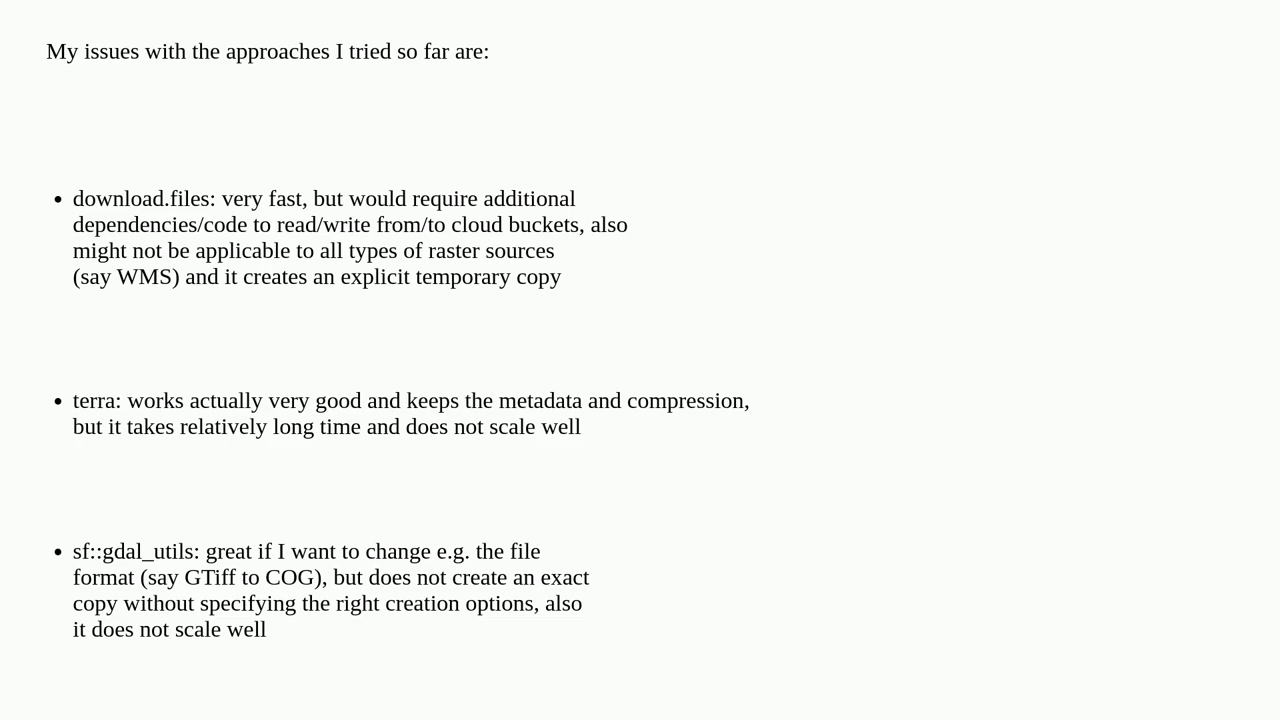 My issues with the approaches I tried so far are:
• download.files: very fast, but would require additional
dependencies/code to read/write from/to cloud buckets, also
might not be applicable to all types of raster sources
(say WMS) and it creates an explicit temporary copy
• terra: works actually very good and keeps the metadata and compression,
but it takes relatively long time and does not scale well
• sf::gdal_utils: great if I want to change e.g. the file
format (say GTiff to COG), but does not create an exact
copy without specifying the right creation options, also
it does not scale well